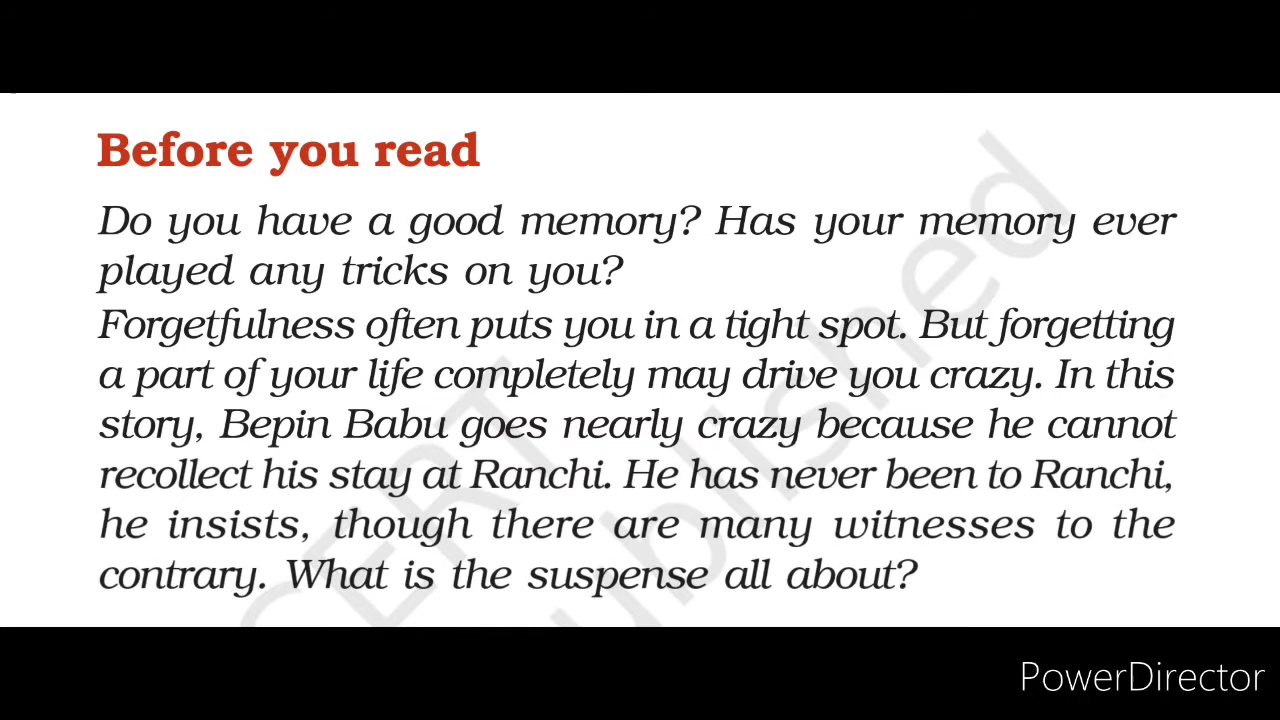 Before you read
Do you have a good memory? Has your memory ever
played any tricks on you?
Forgetfulness often puts you in a tight spot. But forgetting
a part of your life completely may drive you crazy. In this
story, Bepin Babu goes nearly crazy because he cannot
recollect his stay at Ranchi. He has never been to Ranchi,
he insists, though there are many witnesses to the
contrary. What is the suspense all about?
PowerDirector